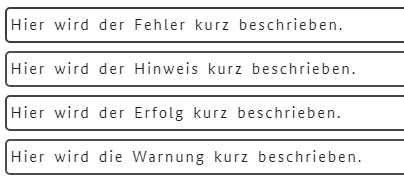 Hier wird der Fehler kurz beschrieben.
Hier wird der Hinweis kurz beschrieben.
Hier wird der Erfolg kurz beschrieben.
Hier wird die Warnung kurz beschrieben.